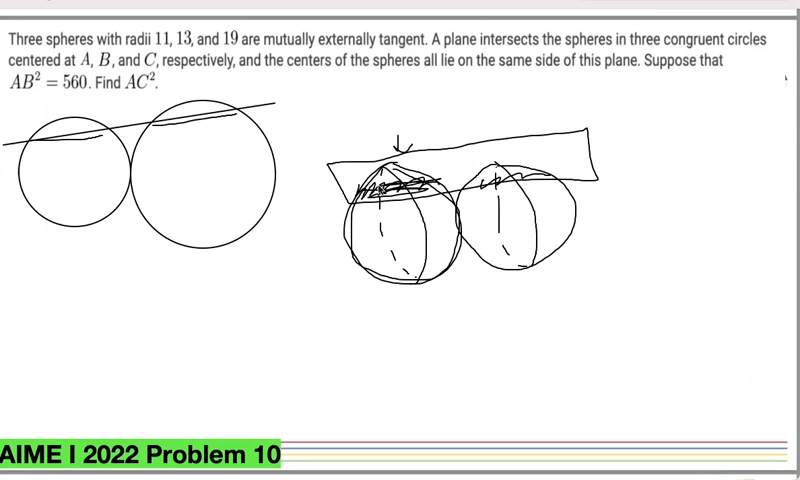 Three spheres with radii 11, 13, and 19 are mutually externally tangent. A plane intersects the spheres in three congruent circles
centered at A, B, and C, respectively, and the centers of the spheres all lie on the same side of this plane. Suppose that
AB² = 560. Find AC².
AIME I 2022 Problem 10